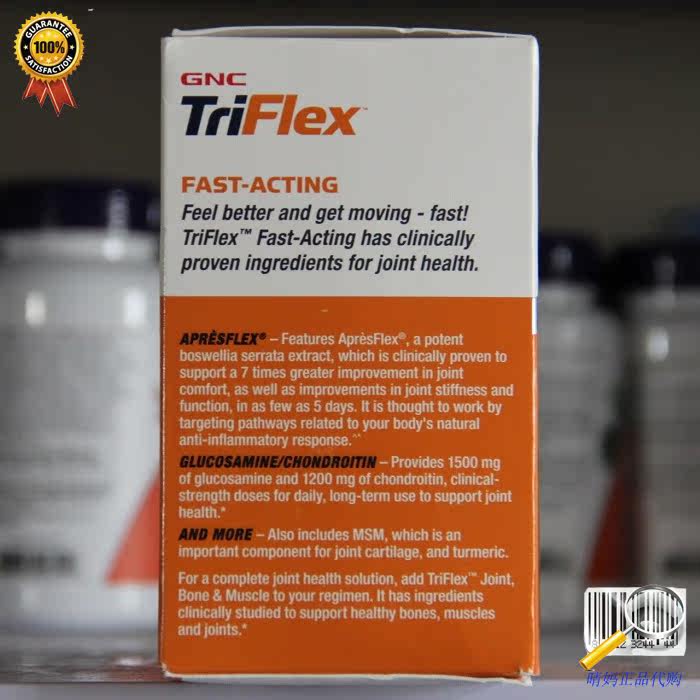 GUARANTEE
100%
SATISFACTION
GNC
TriFlex™
FAST-ACTING
Feel better and get moving - fast!
TriFlex™ Fast-Acting has clinically
proven ingredients for joint health.
APRÈSFLEX® – Features AprèsFlex®, a potent
boswellia serrata extract, which is clinically proven to
support a 7 times greater improvement in joint
comfort, as well as improvements in joint stiffness and
function, in as few as 5 days. It is thought to work by
targeting pathways related to your body's natural
anti-inflammatory response.^^
GLUCOSAMINE/CHONDROITIN – Provides 1500 mg
of glucosamine and 1200 mg of chondroitin, clinical-
strength doses for daily, long-term use to support joint
health.*
AND MORE – Also includes MSM, which is an
important component for joint cartilage, and turmeric.
For a complete joint health solution, add TriFlex™ Joint,
Bone & Muscle to your regimen. It has ingredients
clinically studied to support healthy bones, muscles
and joints.*
萌妈正品代购